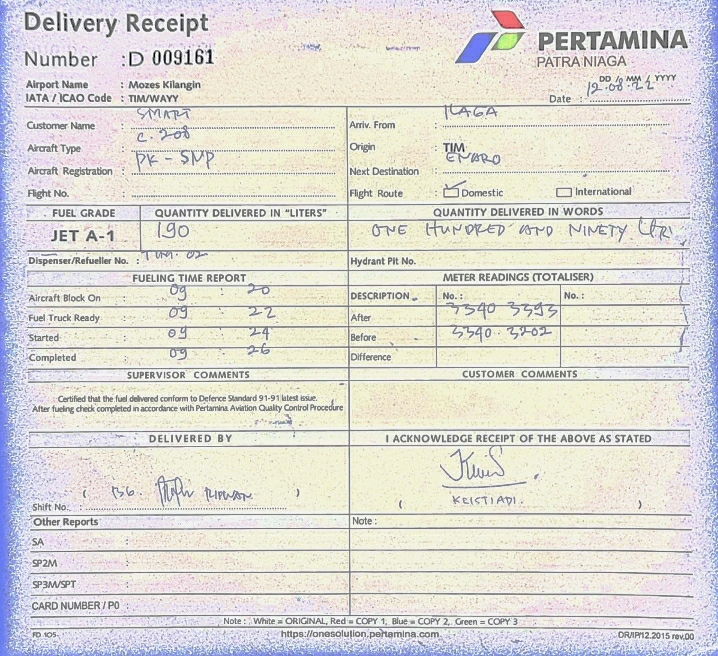 Delivery Receipt
Number : D 009161
PERTAMINA
PATRA NIAGA
Airport Name : Mozes Kilangin
IATA / ICAO Code : TIM/WAYY
DD / MM / YYYY
Date : 12.08.22
Customer Name : SMART
Arriv. From : ILAGA
Aircraft Type : C. 208
Origin : TIM
Aircraft Registration : PK - SNP
Next Destination :
Flight No. :
Flight Route : Domestic International
FUEL GRADE QUANTITY DELIVERED IN "LITERS" QUANTITY DELIVERED IN WORDS
JET A-1 190 ONE HUNDRED AND NINETY LTR
Dispenser/Refueller No. : TIM. 02
Hydrant Pit No.
FUELING TIME REPORT METER READINGS (TOTALISER)
Aircraft Block On : 09 : 20
DESCRIPTION No. : No. :
Fuel Truck Ready : 09 : 22
After 3340 3393
Started : 09 : 24
Before 3340.3202
Completed : 09 : 26
Difference
SUPERVISOR COMMENTS CUSTOMER COMMENTS
Certified that the fuel delivered conform to Defence Standard 91-91 latest issue.
After fueling check completed in accordance with Pertamina Aviation Quality Control Procedure
DELIVERED BY I ACKNOWLEDGE RECEIPT OF THE ABOVE AS STATED
( RIDWAN )
Shift No. :
( KRISTIADI. )
Other Reports Note :
SA :
SP2M :
SP3M/SPT :
CARD NUMBER / P0 :
Note : White = ORIGINAL, Red = COPY 1, Blue = COPY 2, Green = COPY 3
FD 105- https://onesolution.pertamina.com DR/IP/12.2015 rev.00